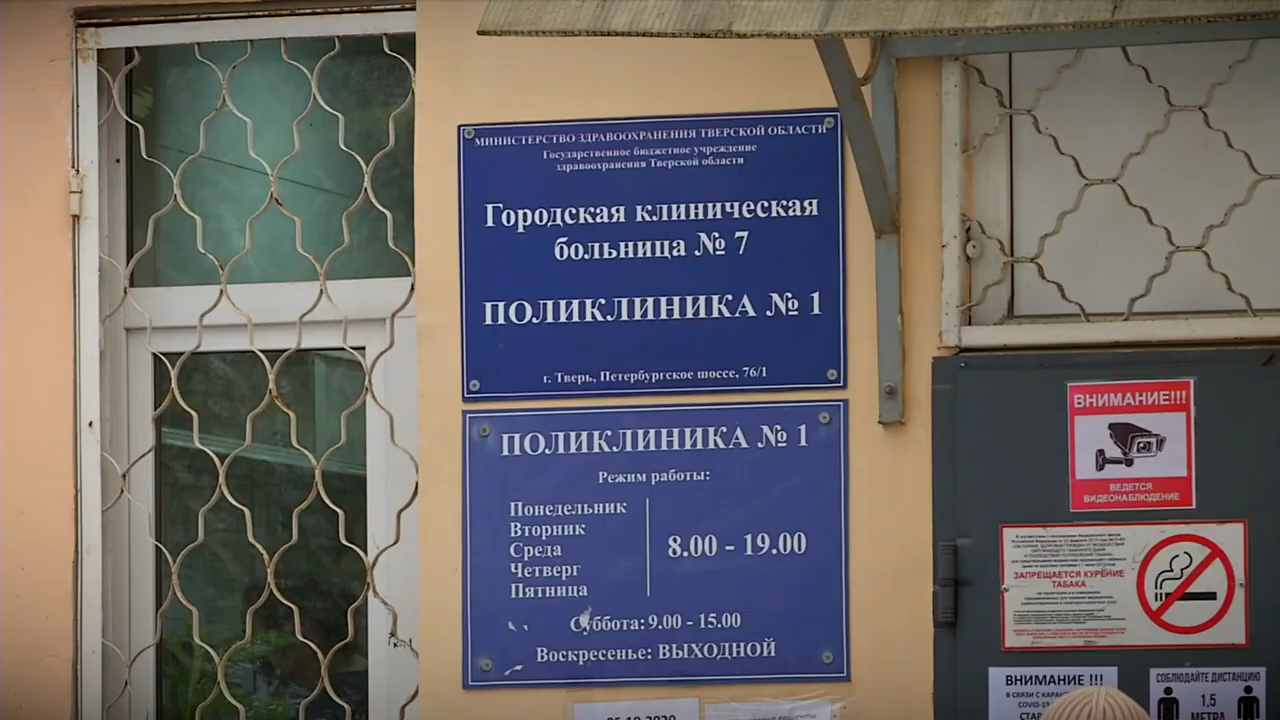 МИНИСТЕРСТВО ЗДРАВООХРАНЕНИЯ ТВЕРСКОЙ ОБЛАСТИ
Государственное бюджетное учреждение
здравоохранения Тверской области
Городская клиническая
больница № 7
ПОЛИКЛИНИКА № 1
г. Тверь, Петербургское шоссе, 76/1
ПОЛИКЛИНИКА № 1
Режим работы:
Понедельник
Вторник
Среда
Четверг
Пятница
8.00 - 19.00
Суббота: 9.00 - 15.00
Воскресенье: ВЫХОДНОЙ
ВНИМАНИЕ!!!
ВЕДЕТСЯ
ВИДЕОНАБЛЮДЕНИЕ
ЗАПРЕЩАЕТСЯ КУРЕНИЕ
ТАБАКА
ВНИМАНИЕ !!!
В СВЯЗИ С
COVID-19
СОБЛЮДАЙТЕ ДИСТАНЦИЮ
1,5
МЕТРА
05.10.2020